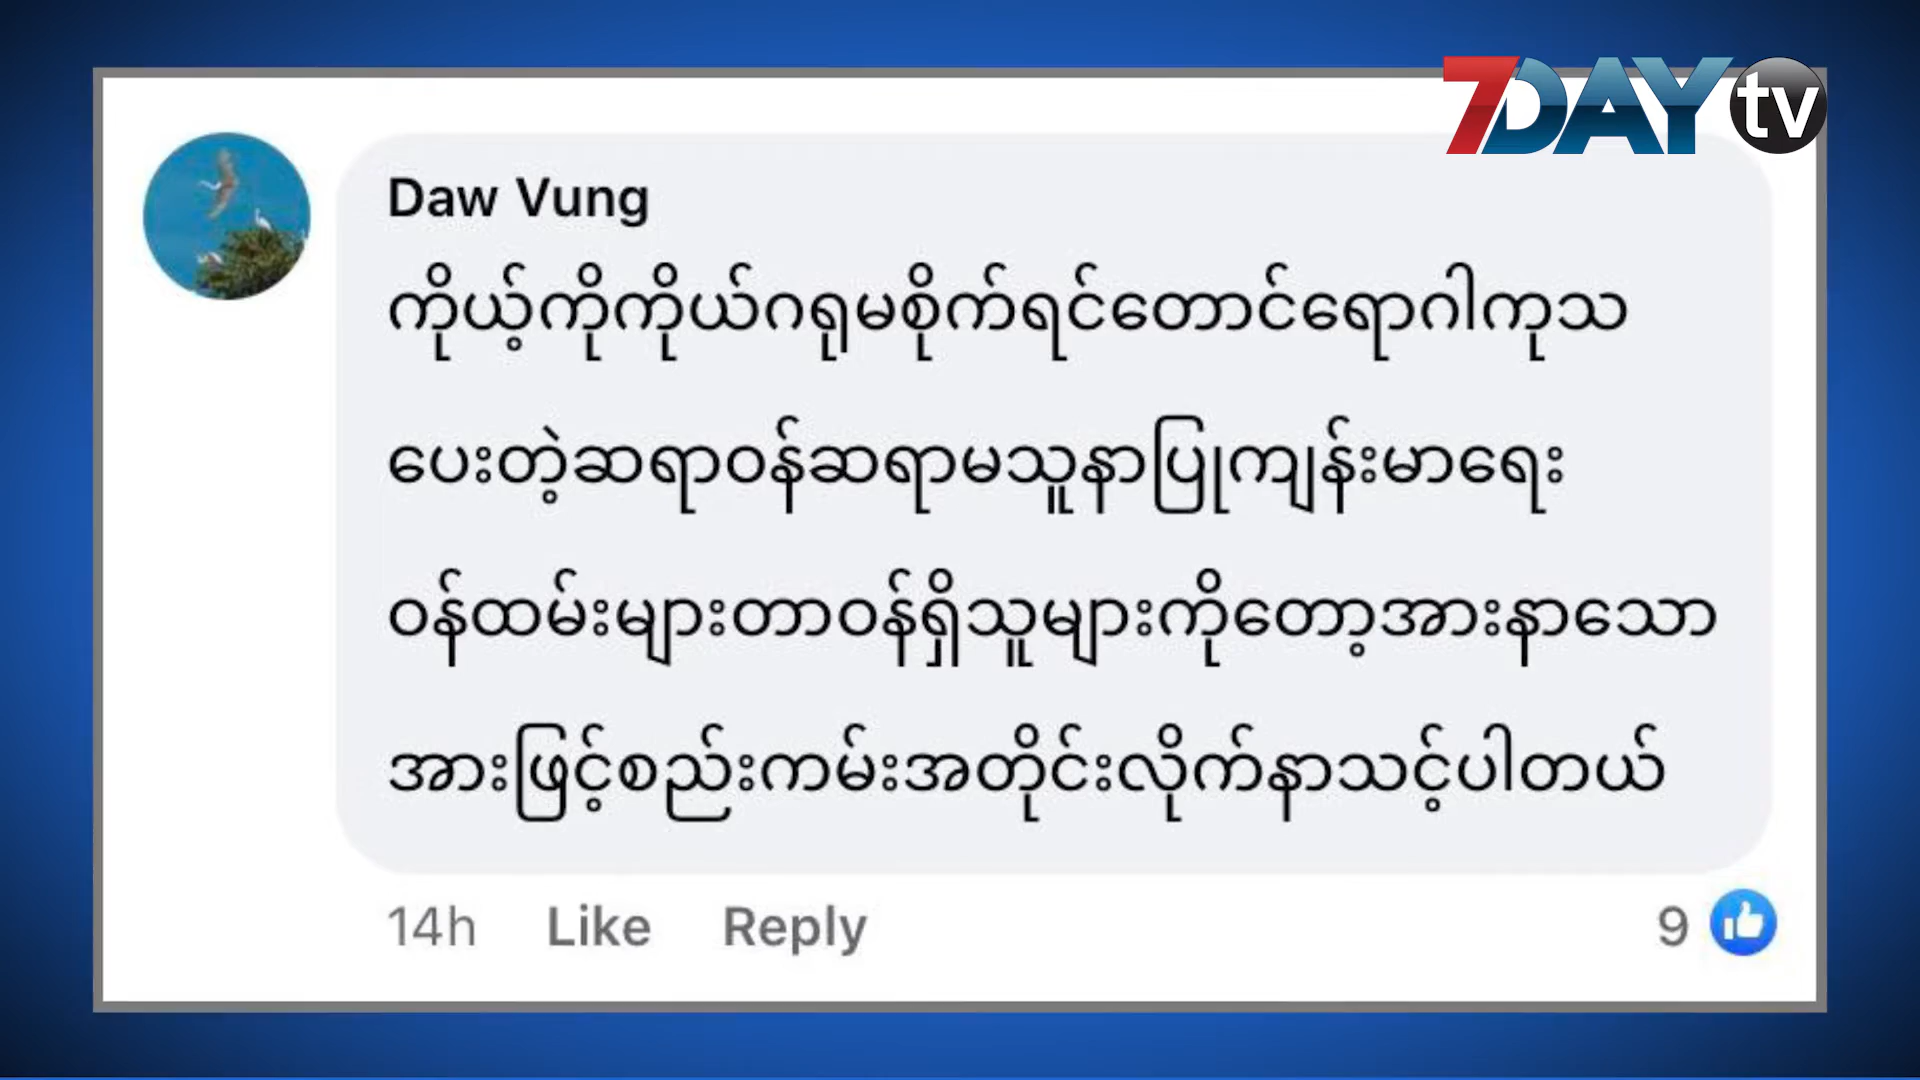 7DAY tv
Daw Vung
ကိုယ့်ကိုကိုယ်ဂရုမစိုက်ရင်တောင်ရောဂါကုသ
ပေးတဲ့ဆရာဝန်ဆရာမသူနာပြုကျန်းမာရေး
ဝန်ထမ်းများတာဝန်ရှိသူများကိုတော့အားနာသော
အားဖြင့်စည်းကမ်းအတိုင်းလိုက်နာသင့်ပါတယ်
14h Like Reply 9